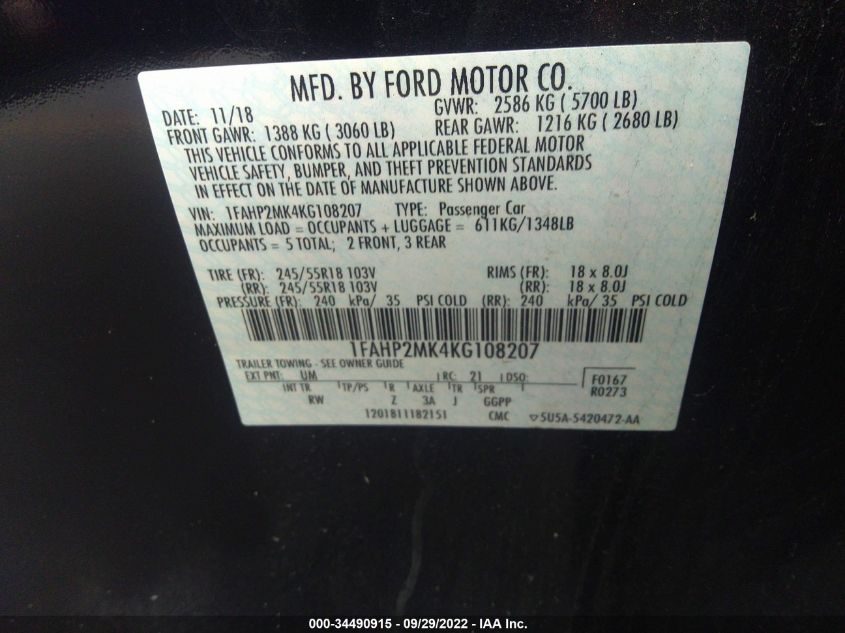 MFD. BY FORD MOTOR CO.
DATE: 11/18 GVWR: 2586 KG ( 5700 LB)
FRONT GAWR: 1388 KG ( 3060 LB) REAR GAWR: 1216 KG ( 2680 LB)
THIS VEHICLE CONFORMS TO ALL APPLICABLE FEDERAL MOTOR
VEHICLE SAFETY, BUMPER, AND THEFT PREVENTION STANDARDS
IN EFFECT ON THE DATE OF MANUFACTURE SHOWN ABOVE.
VIN: 1FAHP2MK4KG108207 TYPE: Passenger Car
MAXIMUM LOAD = OCCUPANTS + LUGGAGE = 611KG/1348LB
OCCUPANTS = 5 TOTAL; 2 FRONT, 3 REAR
TIRE (FR): 245/55R18 103V RIMS (FR): 18 x 8.0J
(RR): 245/55R18 103V (RR): 18 x 8.0J
PRESSURE (FR): 240 kPa/ 35 PSI COLD (RR): 240 kPa/ 35 PSI COLD
1FAHP2MK4KG108207
TRAILER TOWING - SEE OWNER GUIDE
EXT PNT: UM RC: 21 DSO: F0167
INT TR TP/PS R AXLE TR SPR R0273
RW Z 3A J GGPP
1201811182151 CMC 5U5A-5420472-AA
000-34490915 / 09/29/2022 - IAA Inc.